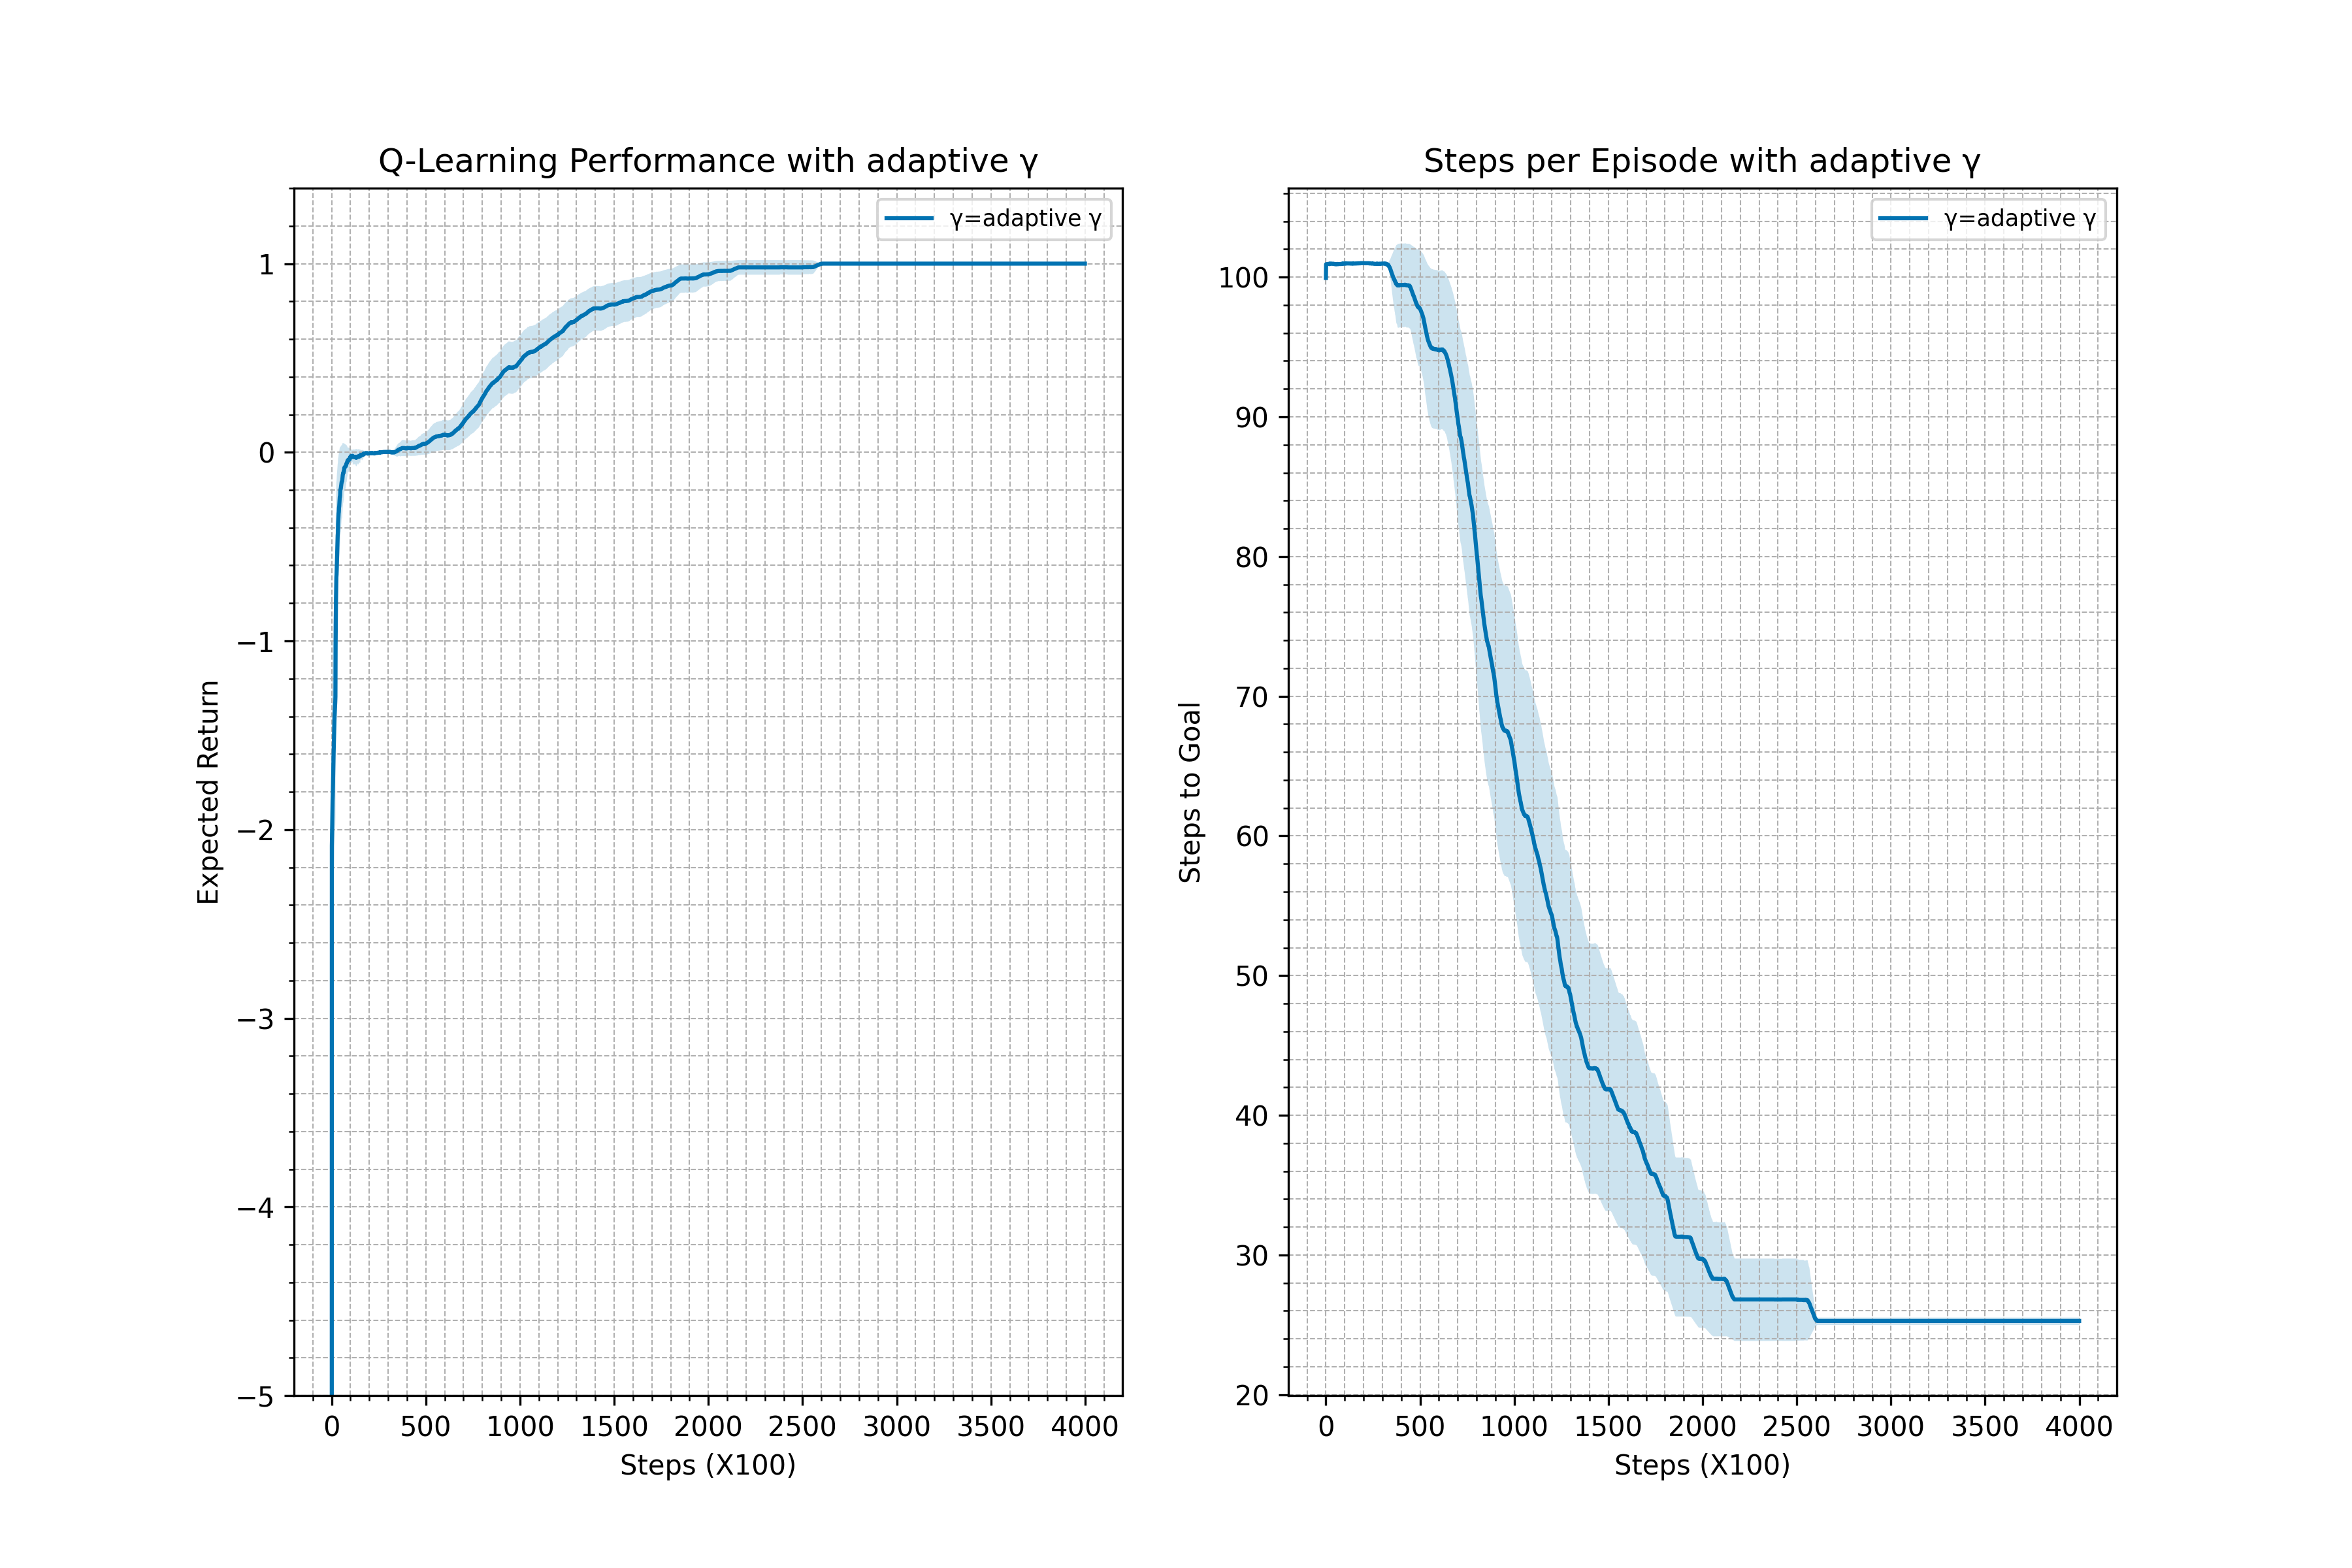 Q-Learning Performance with adaptive γ
γ=adaptive γ
1
0
−1
−2
−3
−4
−5
Expected Return
0 500 1000 1500 2000 2500 3000 3500 4000
Steps (X100)
Steps per Episode with adaptive γ
γ=adaptive γ
100
90
80
70
60
50
40
30
20
Steps to Goal
0 500 1000 1500 2000 2500 3000 3500 4000
Steps (X100)